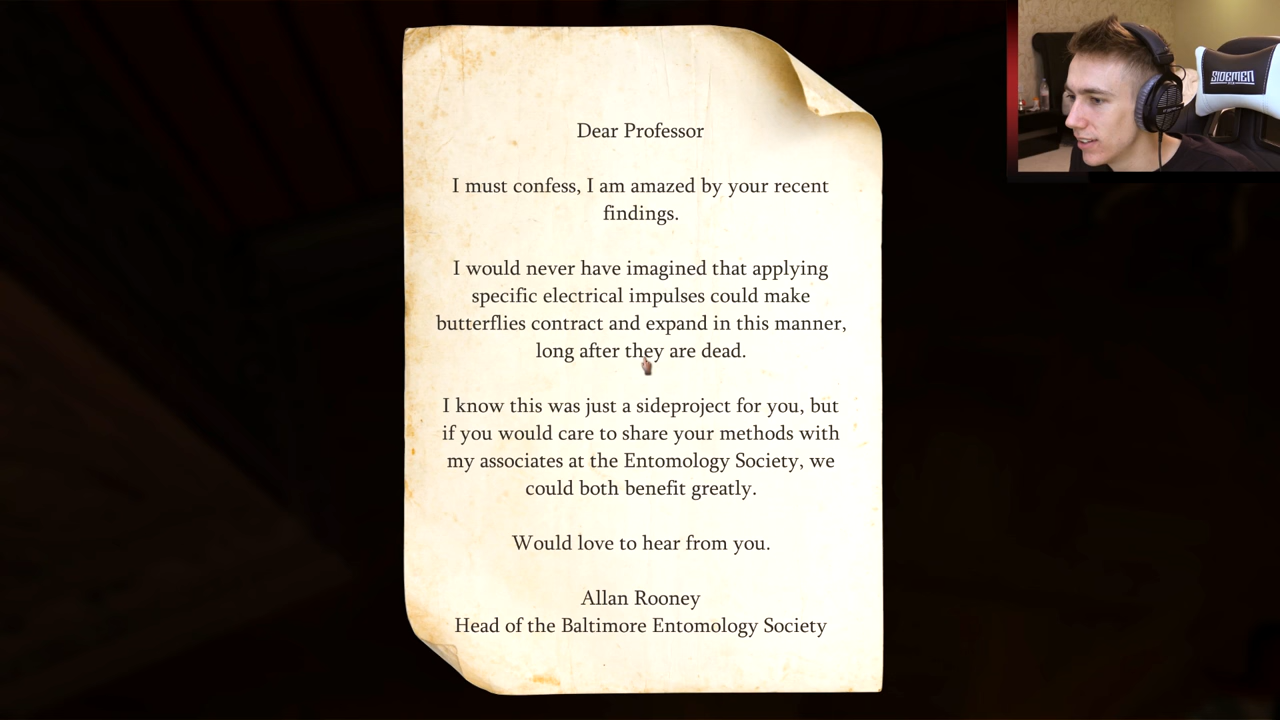 Dear Professor
I must confess, I am amazed by your recent
findings.
I would never have imagined that applying
specific electrical impulses could make
butterflies contract and expand in this manner,
long after they are dead.
I know this was just a sideproject for you, but
if you would care to share your methods with
my associates at the Entomology Society, we
could both benefit greatly.
Would love to hear from you.
Allan Rooney
Head of the Baltimore Entomology Society
SIDEMEN